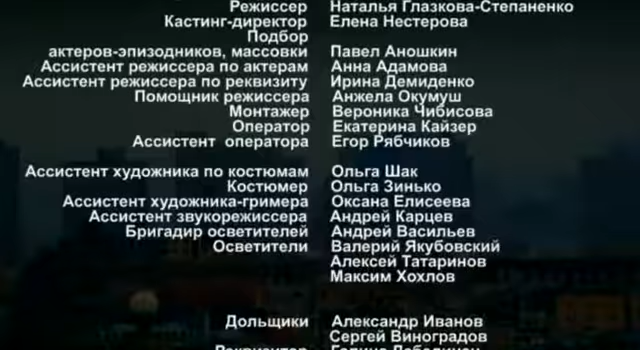 Режиссер Наталья Глазкова-Степаненко
Кастинг-директор Елена Нестерова
Подбор
актеров-эпизодников, массовки Павел Аношкин
Ассистент режиссера по актерам Анна Адамова
Ассистент режиссера по реквизиту Ирина Демиденко
Помощник режиссера Анжела Окумуш
Монтажер Вероника Чибисова
Оператор Екатерина Кайзер
Ассистент оператора Егор Рябчиков
Ассистент художника по костюмам Ольга Шак
Костюмер Ольга Зинько
Ассистент художника-гримера Оксана Елисеева
Ассистент звукорежиссера Андрей Карцев
Бригадир осветителей Андрей Васильев
Осветители Валерий Якубовский
Алексей Татаринов
Максим Хохлов
Дольщики Александр Иванов
Сергей Виноградов